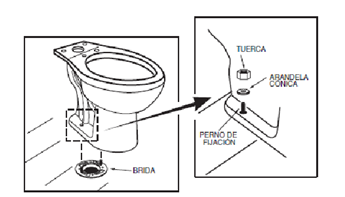 TUERCA
ARANDELA
CÓNICA
PERNO DE
FIJACIÓN
BRIDA